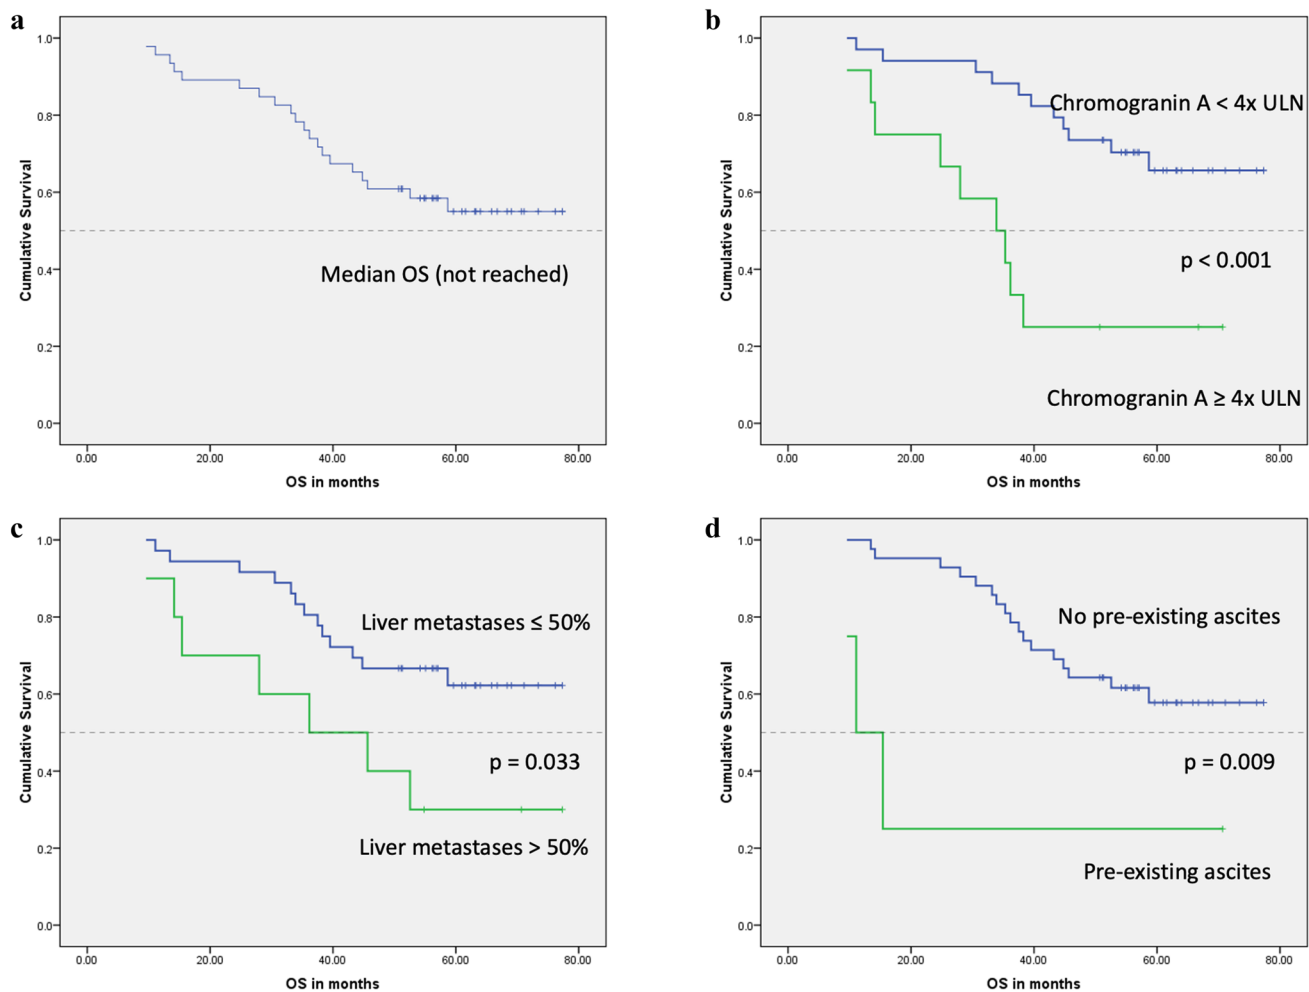 a
1.0
0.8
0.6
0.4
0.2
0.0
Cumulative Survival
Median OS (not reached)
0.00 20.00 40.00 60.00 80.00
OS in months
b
1.0
0.8
0.6
0.4
0.2
0.0
Cumulative Survival
Chromogranin A < 4x ULN
p < 0.001
Chromogranin A ≥ 4x ULN
0.00 20.00 40.00 60.00 80.00
OS in months
c
1.0
0.8
0.6
0.4
0.2
0.0
Cumulative Survival
Liver metastases ≤ 50%
p = 0.033
Liver metastases > 50%
0.00 20.00 40.00 60.00 80.00
OS in months
d
1.0
0.8
0.6
0.4
0.2
0.0
Cumulative Survival
No pre-existing ascites
p = 0.009
Pre-existing ascites
0.00 20.00 40.00 60.00 80.00
OS in months